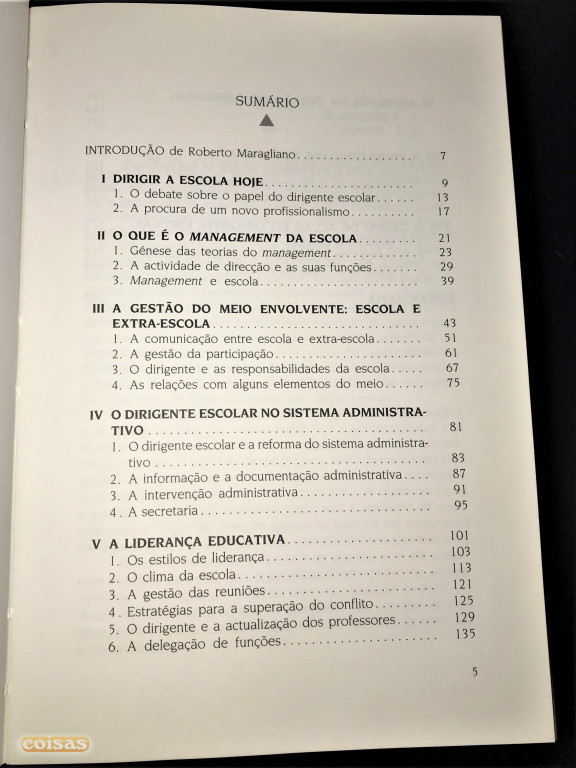 SUMÁRIO
INTRODUÇÃO de Roberto Maragliano. . . . . . . . . . . . . . . . . . 7
I DIRIGIR A ESCOLA HOJE. . . . . . . . . . . . . . . . . . . . . . . 9
1. O debate sobre o papel do dirigente escolar. . . . . . 13
2. A procura de um novo profissionalismo. . . . . . . . . . 17
II O QUE É O MANAGEMENT DA ESCOLA. . . . . . . . . 21
1. Génese das teorias do management. . . . . . . . . . . . . 23
2. A actividade de direcção e as suas funções. . . . . . . 29
3. Management e escola. . . . . . . . . . . . . . . . . . . . . . . . 39
III A GESTÃO DO MEIO ENVOLVENTE: ESCOLA E
EXTRA-ESCOLA. . . . . . . . . . . . . . . . . . . . . . . . . . . . . . . 43
1. A comunicação entre escola e extra-escola. . . . . . . 51
2. A gestão da participação. . . . . . . . . . . . . . . . . . . . . . 61
3. O dirigente e as responsabilidades da escola. . . . . 67
4. As relações com alguns elementos do meio. . . . . . 75
IV O DIRIGENTE ESCOLAR NO SISTEMA ADMINISTRA-
TIVO. . . . . . . . . . . . . . . . . . . . . . . . . . . . . . . . . . . . . . . 81
1. O dirigente escolar e a reforma do sistema administra-
tivo. . . . . . . . . . . . . . . . . . . . . . . . . . . . . . . . . . . . . . 83
2. A informação e a documentação administrativa. . . . 87
3. A intervenção administrativa. . . . . . . . . . . . . . . . . . . 91
4. A secretaria. . . . . . . . . . . . . . . . . . . . . . . . . . . . . . . . 95
V A LIDERANÇA EDUCATIVA. . . . . . . . . . . . . . . . . . . . . 101
1. Os estilos de liderança. . . . . . . . . . . . . . . . . . . . . . . . 103
2. O clima da escola. . . . . . . . . . . . . . . . . . . . . . . . . . . 113
3. A gestão das reuniões. . . . . . . . . . . . . . . . . . . . . . . 121
4. Estratégias para a superação do conflito. . . . . . . . . 125
5. O dirigente e a actualização dos professores. . . . . . 129
6. A delegação de funções. . . . . . . . . . . . . . . . . . . . . . 135
5
coisas